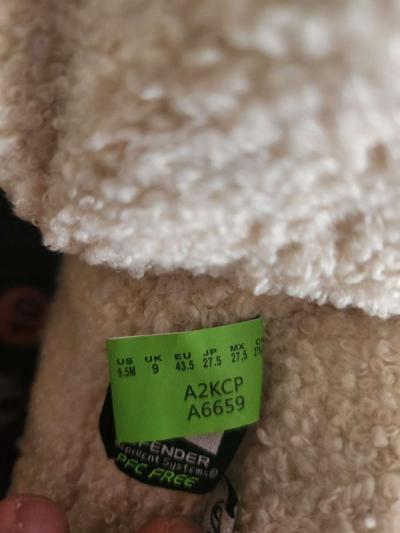 US UK EU JP MX
9.5M 9 43.5 27.5 27,5
A2KCP
A6659
FENDER
ellent Systems®
PFC FREE